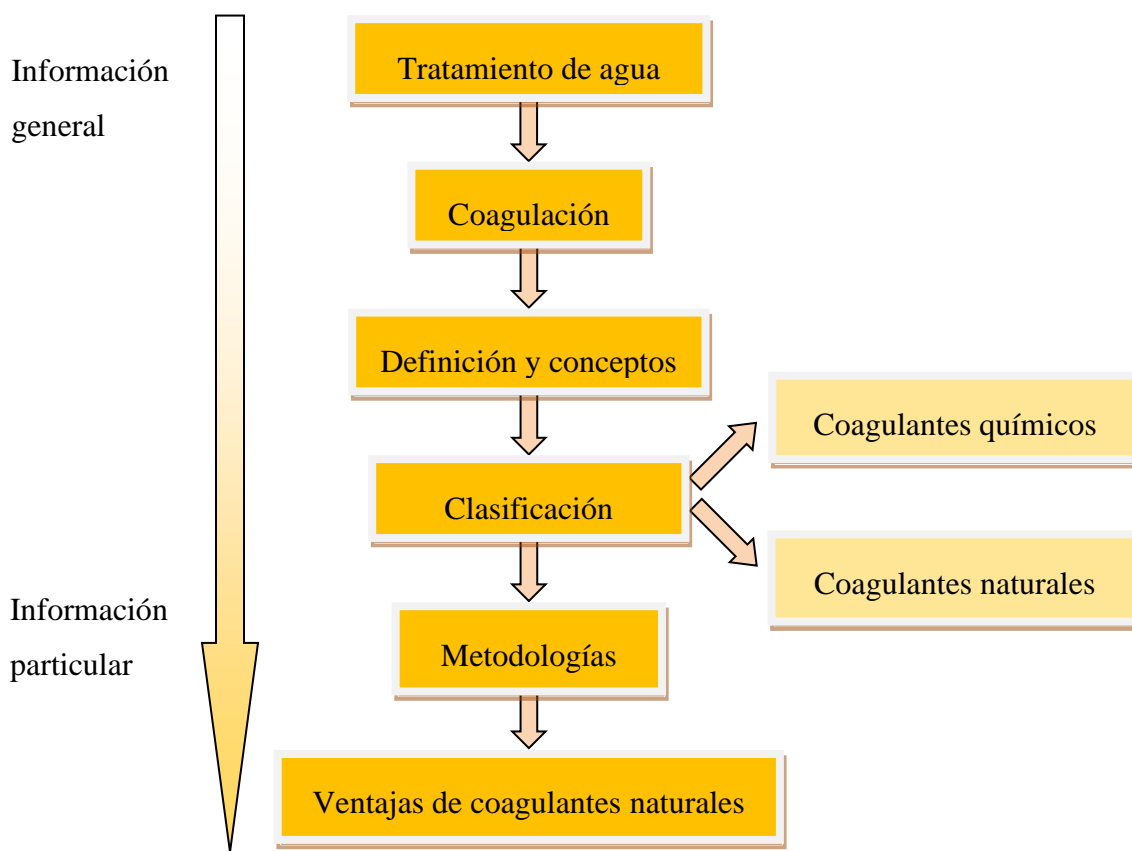 Información
general
Tratamiento de agua
Coagulación
Definición y conceptos
Coagulantes químicos
Clasificación
Coagulantes naturales
Información
particular
Metodologías
Ventajas de coagulantes naturales